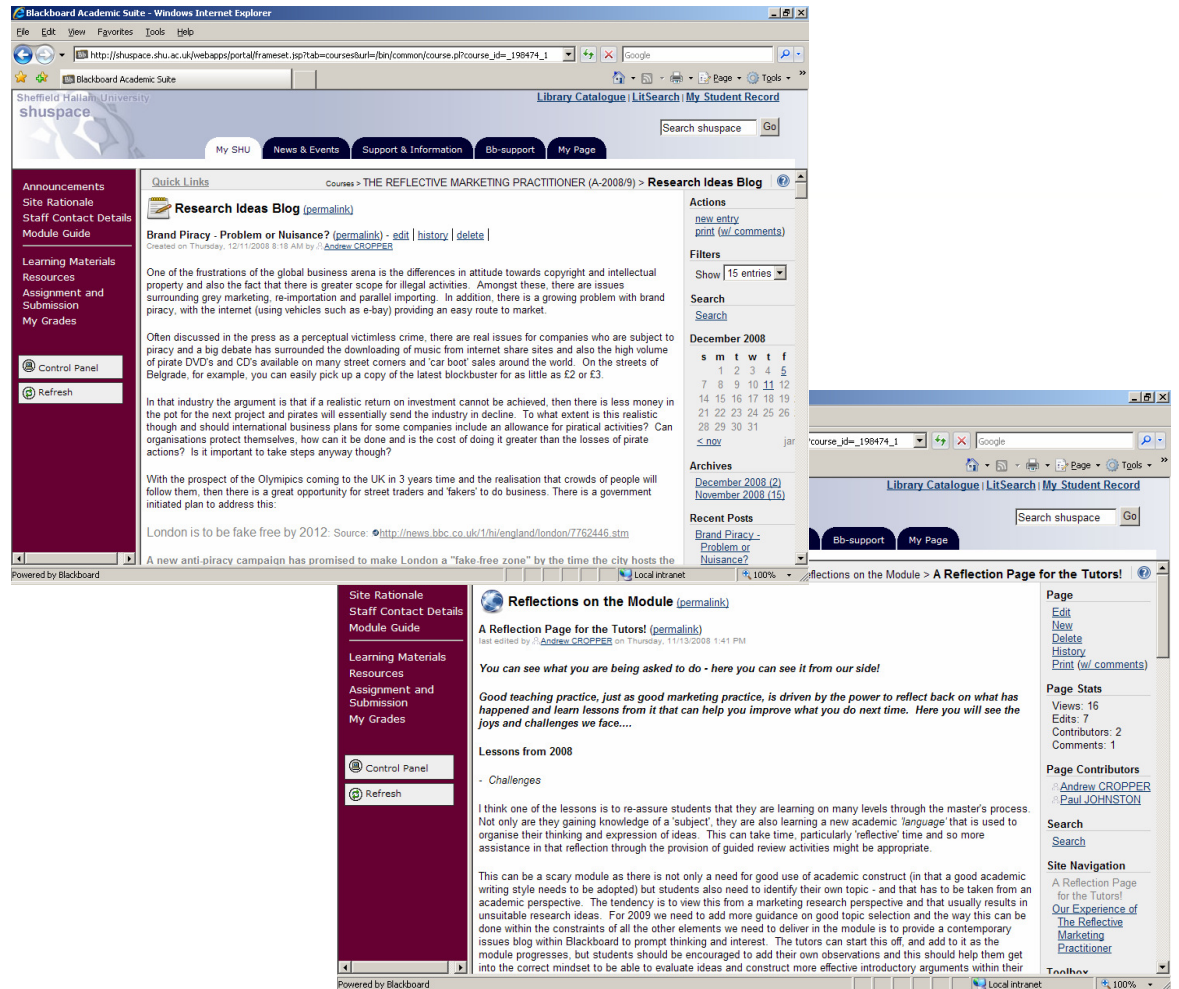 Blackboard Academic Suite - Windows Internet Explorer
File Edit View Favorites Tools Help
http://shuspace.shu.ac.uk/webapps/portal/frameset.jsp?tab=courses&url=/bin/common/course.pl?course_id=_198474_1
Google
Blackboard Academic Suite
Page Tools »
Sheffield Hallam University
shuspace
Library Catalogue | LitSearch | My Student Record
Search shuspace Go
My SHU News & Events Support & Information Bb-support My Page
Announcements
Site Rationale
Staff Contact Details
Module Guide
Learning Materials
Resources
Assignment and
Submission
My Grades
Control Panel
Refresh
Quick Links Courses > THE REFLECTIVE MARKETING PRACTITIONER (A-2008/9) > Research Ideas Blog
Research Ideas Blog (permalink)
Brand Piracy - Problem or Nuisance? (permalink) - edit | history | delete |
Created on Thursday, 12/11/2008 8:18 AM by Andrew CROPPER
One of the frustrations of the global business arena is the differences in attitude towards copyright and intellectual
property and also the fact that there is greater scope for illegal activities. Amongst these, there are issues
surrounding grey marketing, re-importation and parallel importing. In addition, there is a growing problem with brand
piracy, with the internet (using vehicles such as e-bay) providing an easy route to market.
Often discussed in the press as a perceptual victimless crime, there are real issues for companies who are subject to
piracy and a big debate has surrounded the downloading of music from internet share sites and also the high volume
of pirate DVD's and CD's available on many street corners and 'car boot' sales around the world. On the streets of
Belgrade, for example, you can easily pick up a copy of the latest blockbuster for as little as £2 or £3.
In that industry the argument is that if a realistic return on investment cannot be achieved, then there is less money in
the pot for the next project and pirates will essentially send the industry in decline. To what extent is this realistic
though and should international business plans for some companies include an allowance for piratical activities? Can
organisations protect themselves, how can it be done and is the cost of doing it greater than the losses of pirate
actions? Is it important to take steps anyway though?
With the prospect of the Olymipics coming to the UK in 3 years time and the realisation that crowds of people will
follow them, then there is a great opportunity for street traders and 'fakers' to do business. There is a government
initiated plan to address this:
London is to be fake free by 2012: Source: http://news.bbc.co.uk/1/hi/england/london/7762446.stm
A new anti-piracy campaign has promised to make London a "fake-free zone" by the time the city hosts the
Actions
new entry
print (w/ comments)
Filters
Show 15 entries
Search
Search
December 2008
s m t w t f
1 2 3 4 5
7 8 9 10 11 12
14 15 16 17 18 19
21 22 23 24 25 26
28 29 30 31
< nov jar
Archives
December 2008 (2)
November 2008 (15)
Recent Posts
Brand Piracy -
Problem or
Nuisance?
Powered by Blackboard Local intranet 100%
?course_id=_198474_1 Google
Page Tools »
Library Catalogue | LitSearch | My Student Record
Search shuspace Go
Bb-support My Page
eflections on the Module > A Reflection Page for the Tutors!
Site Rationale
Staff Contact Details
Module Guide
Learning Materials
Resources
Assignment and
Submission
My Grades
Control Panel
Refresh
Reflections on the Module (permalink)
A Reflection Page for the Tutors! (permalink)
last edited by Andrew CROPPER on Thursday, 11/13/2008 1:41 PM
You can see what you are being asked to do - here you can see it from our side!
Good teaching practice, just as good marketing practice, is driven by the power to reflect back on what has
happened and learn lessons from it that can help you improve what you do next time. Here you will see the
joys and challenges we face....
Lessons from 2008
- Challenges
I think one of the lessons is to re-assure students that they are learning on many levels through the master's process.
Not only are they gaining knowledge of a 'subject', they are also learning a new academic 'language' that is used to
organise their thinking and expression of ideas. This can take time, particularly 'reflective' time and so more
assistance in that reflection through the provision of guided review activities might be appropriate.
This can be a scary module as there is not only a need for good use of academic construct (in that a good academic
writing style needs to be adopted) but students also need to identify their own topic - and that has to be taken from an
academic perspective. The tendency is to view this from a marketing research perspective and that usually results in
unsuitable research ideas. For 2009 we need to add more guidance on good topic selection and the way this can be
done within the constraints of all the other elements we need to deliver in the module is to provide a contemporary
issues blog within Blackboard to prompt thinking and interest. The tutors can start this off, and add to it as the
module progresses, but students should be encouraged to add their own observations and this should help them get
into the correct mindset to be able to evaluate ideas and construct more effective introductory arguments within their
Page
Edit
New
Delete
History
Print (w/ comments)
Page Stats
Views: 16
Edits: 7
Contributors: 2
Comments: 1
Page Contributors
Andrew CROPPER
Paul JOHNSTON
Search
Search
Site Navigation
A Reflection Page
for the Tutors!
Our Experience of
The Reflective
Marketing
Practitioner
Toolbox
Powered by Blackboard Local intranet 100%